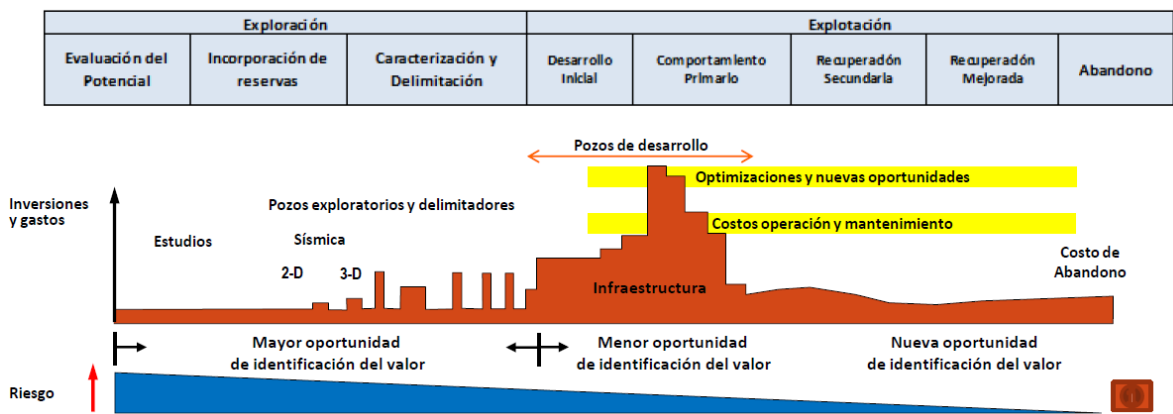 Exploración
Explotación
Evaluación del
Potencial
Incorporación de
reservas
Caracterización y
Delimitación
Desarrollo
Inicial
Comportamiento
Primario
Recuperadón
Secundaria
Recuperadón
Mejorada
Abandono
Pozos de desarrollo
Optimizaciones y nuevas oportunidades
Inversiones
y gastos
Pozos exploratorios y delimitadores
Estudios
Sísmica
Costos operación y mantenimiento
2-D
3-D
Costo de
Abandono
Infraestructura
Mayor oportunidad
de identificación del valor
Menor oportunidad
de identificación del valor
Nueva oportunidad
de identificación del valor
Riesgo